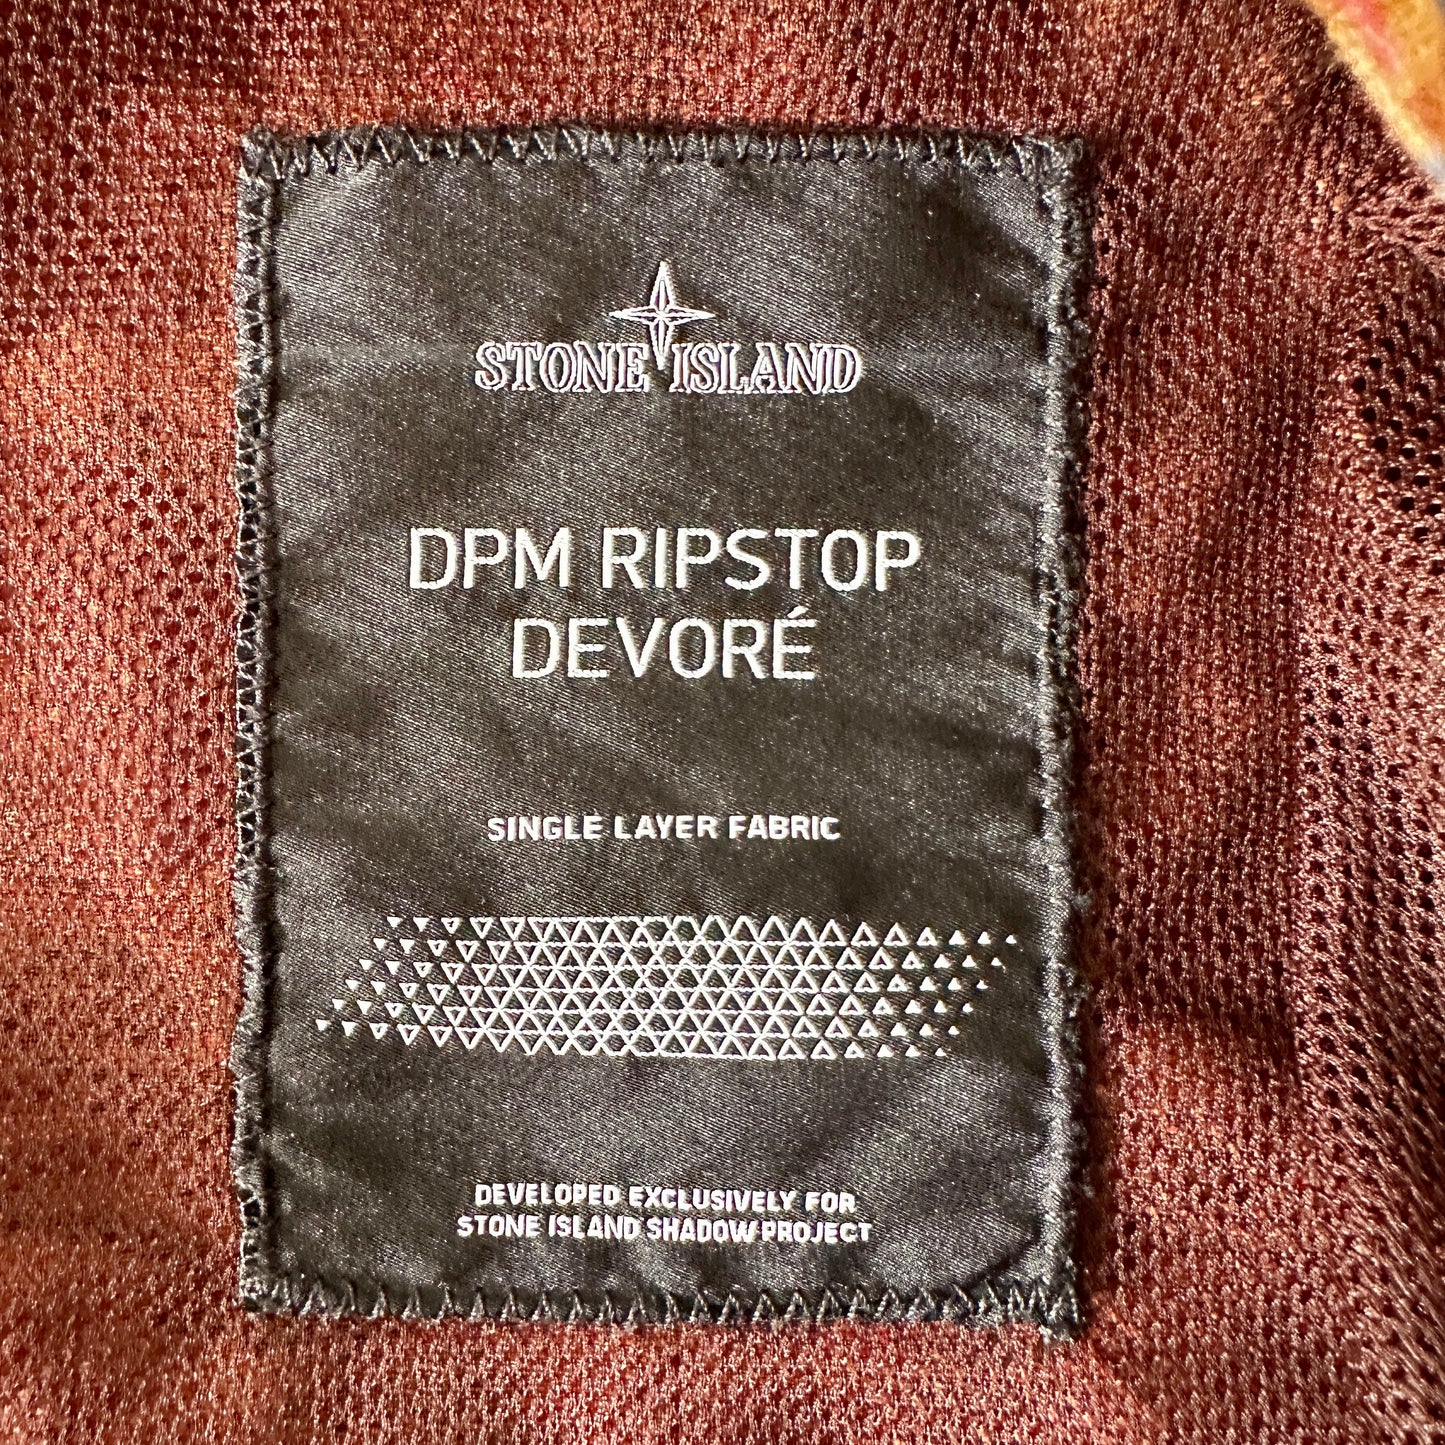 STONE ISLAND
DPM RIPSTOP
DEVORÉ
SINGLE LAYER FABRIC
DEVELOPED EXCLUSIVELY FOR
STONE ISLAND SHADOW PROJECT